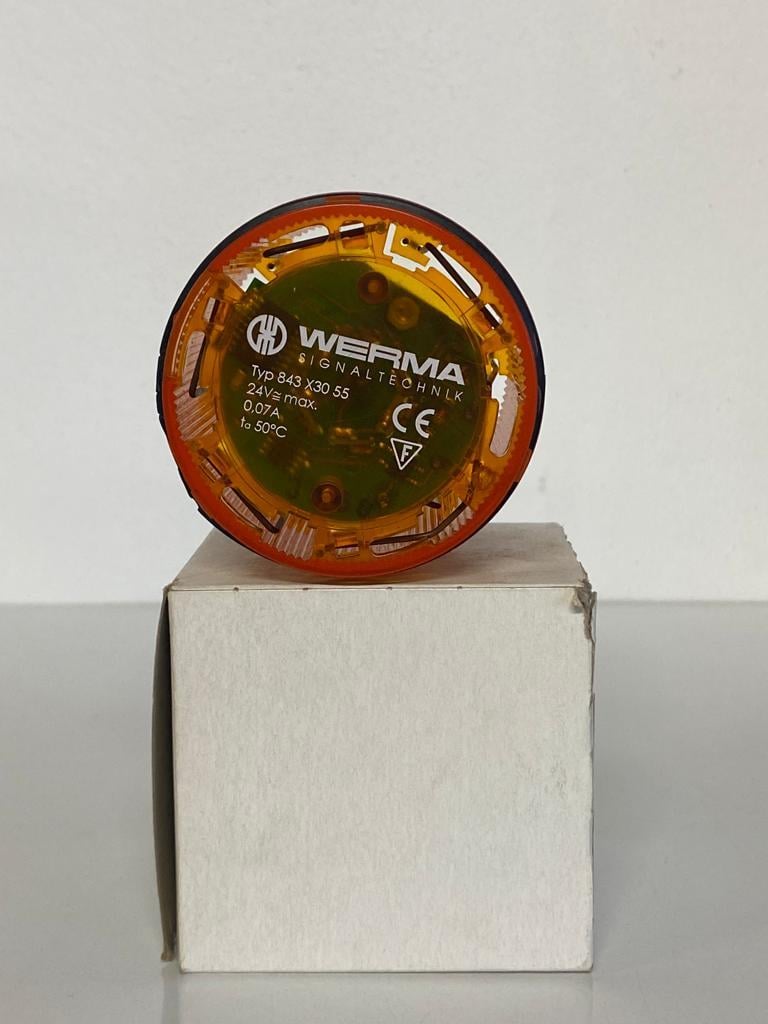 WERMA
SIGNALTECHNIK
Typ 843 X30 55
24V≂ max.
0,07A
ta 50°C
CE
F